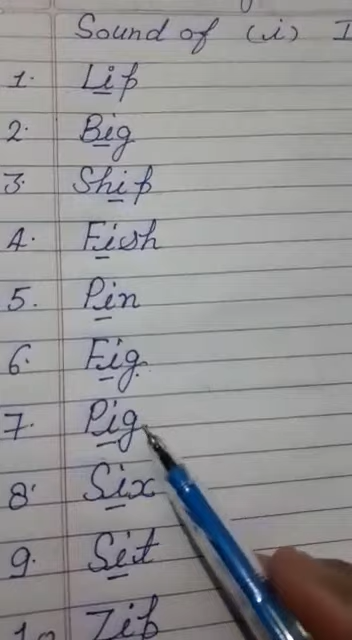 Sound of (i) I
1. Lip
2. Big
3. Ship
4. Fish
5. Pin
6. Fig.
7. Pig
8. Six
9. Sit
10 Zip